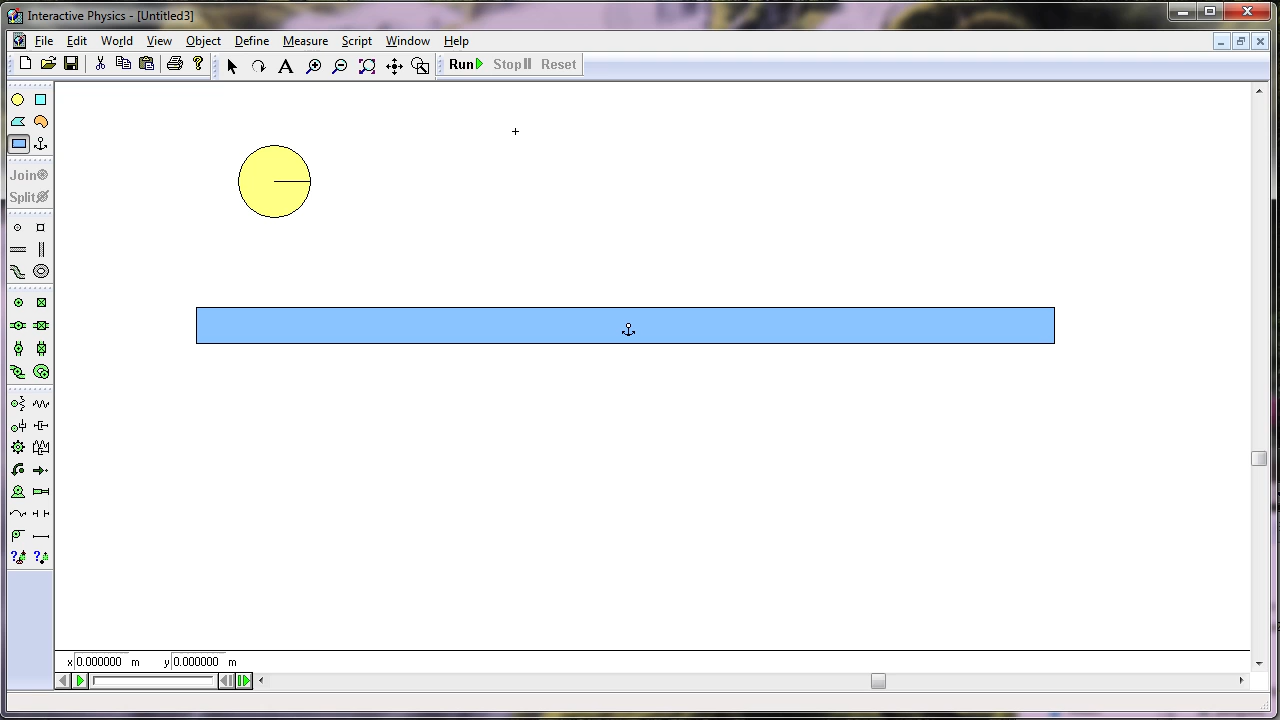 Interactive Physics - [Untitled3]
File Edit World View Object Define Measure Script Window Help
A Run Stop Reset
Join
Split
x 0.000000 m y 0.000000 m